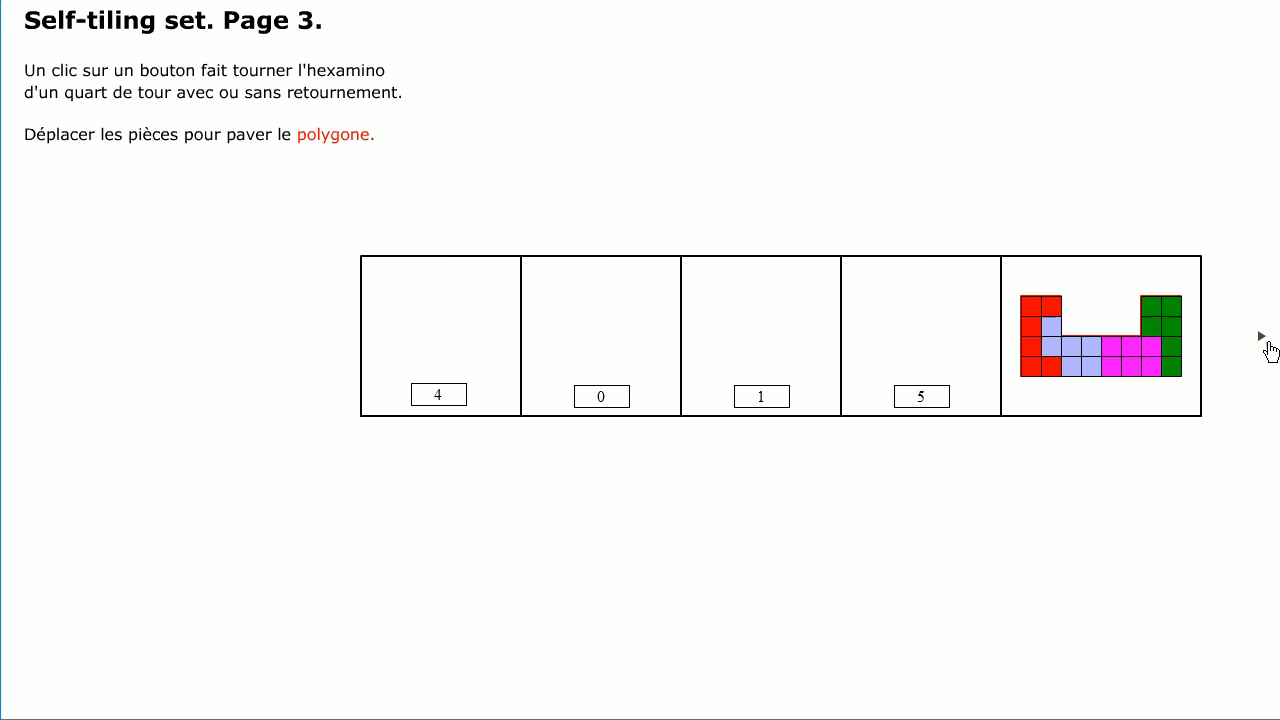 Self-tiling set. Page 3.
Un clic sur un bouton fait tourner l'hexamino
d'un quart de tour avec ou sans retournement.
Déplacer les pièces pour paver le polygone.
4 0 1 5